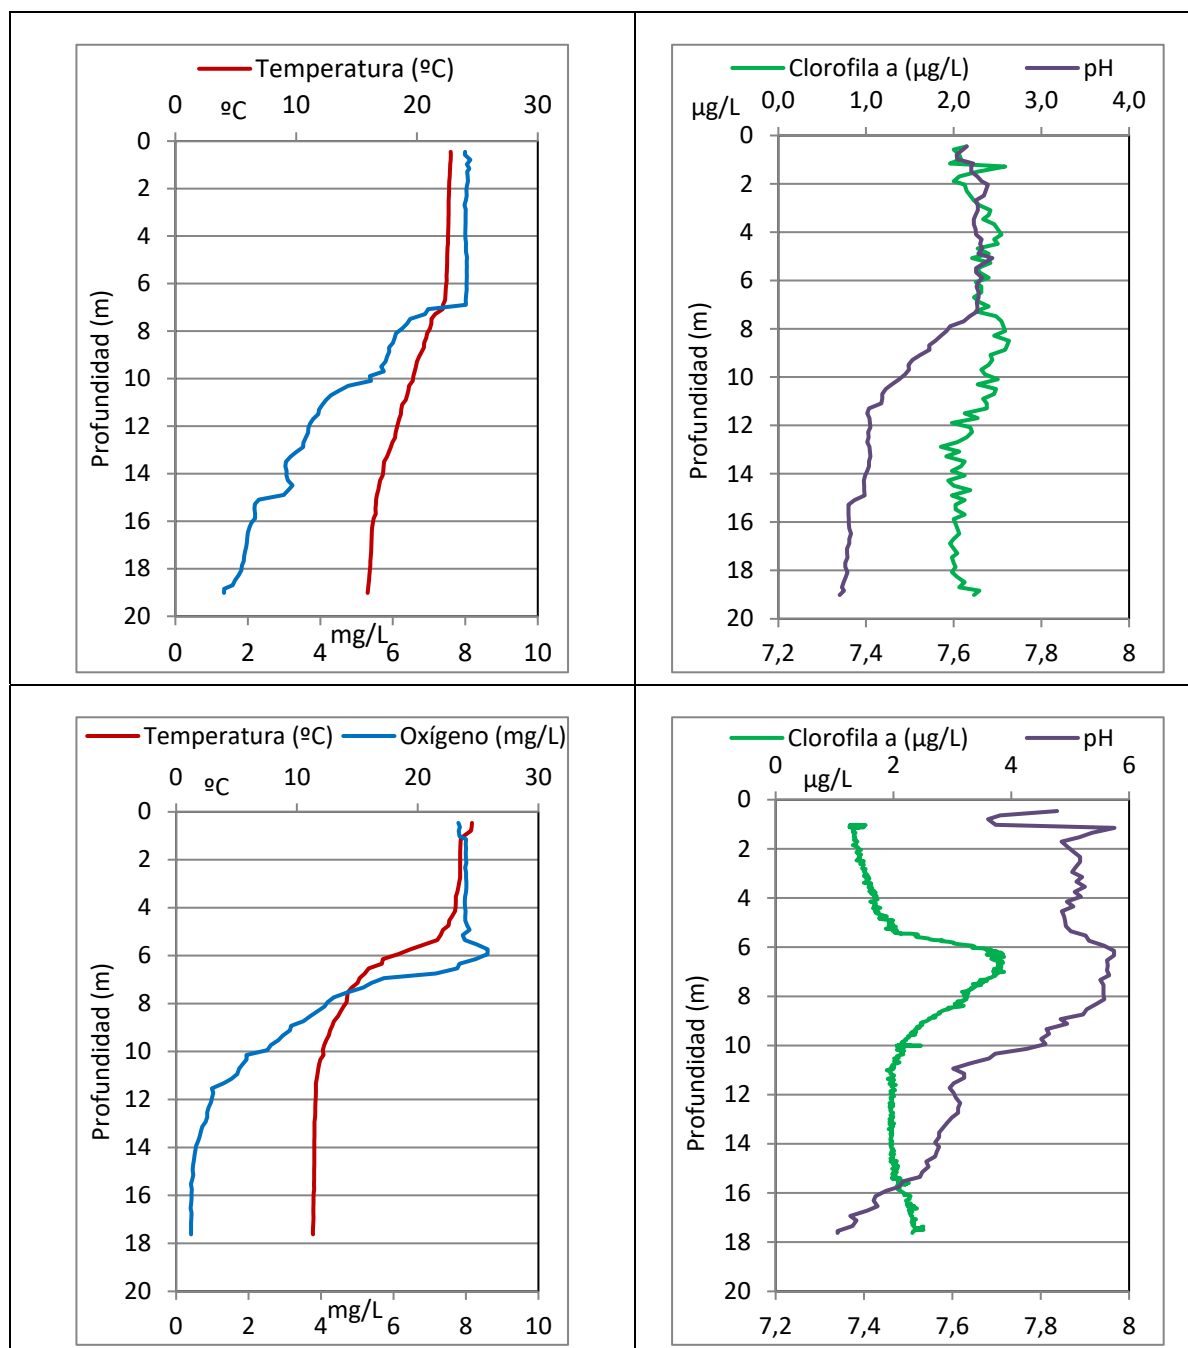 Temperatura (ºC)
0 ºC 10 20 30
0
2
4
6
8
10
12
14
16
18
20
Profundidad (m)
mg/L
0 2 4 6 8 10
Clorofila a (µg/L) pH
µg/L 0,0 1,0 2,0 3,0 4,0
0
2
4
6
8
10
12
14
16
18
20
Profundidad (m)
7,2 7,4 7,6 7,8 8
Temperatura (ºC) Oxígeno (mg/L)
0 ºC 10 20 30
0
2
4
6
8
10
12
14
16
18
20
Profundidad (m)
mg/L
0 2 4 6 8 10
Clorofila a (µg/L) pH
0 µg/L 2 4 6
0
2
4
6
8
10
12
14
16
18
20
Profundidad (m)
7,2 7,4 7,6 7,8 8